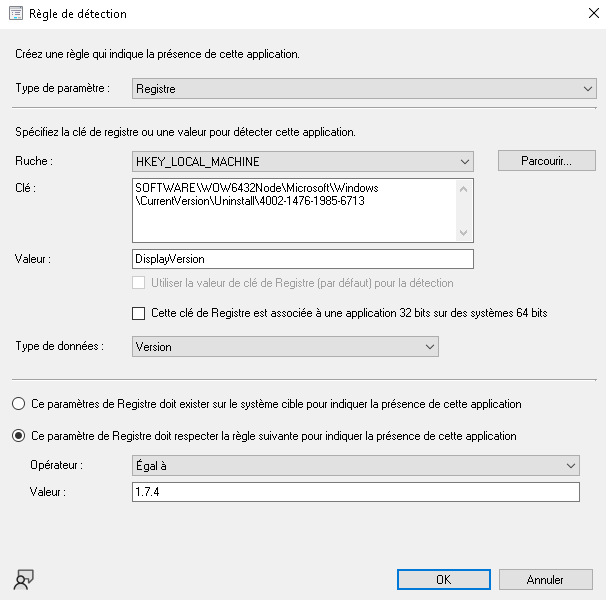 Règle de détection
Créez une règle qui indique la présence de cette application.
Type de paramètre :
Registre
Spécifiez la clé de registre ou une valeur pour détecter cette application.
Ruche :
HKEY_LOCAL_MACHINE
Parcourir...
Clé :
SOFTWARE\WOW6432Node\Microsoft\Windows
\CurrentVersion\Uninstall\4002-1476-1985-6713
Valeur :
DisplayVersion
Utiliser la valeur de clé de Registre (par défaut) pour la détection
Cette clé de Registre est associée à une application 32 bits sur des systèmes 64 bits
Type de données :
Version
Ce paramètres de Registre doit exister sur le système cible pour indiquer la présence de cette application
Ce paramètre de Registre doit respecter la règle suivante pour indiquer la présence de cette application
Opérateur :
Égal à
Valeur :
1.7.4
OK
Annuler